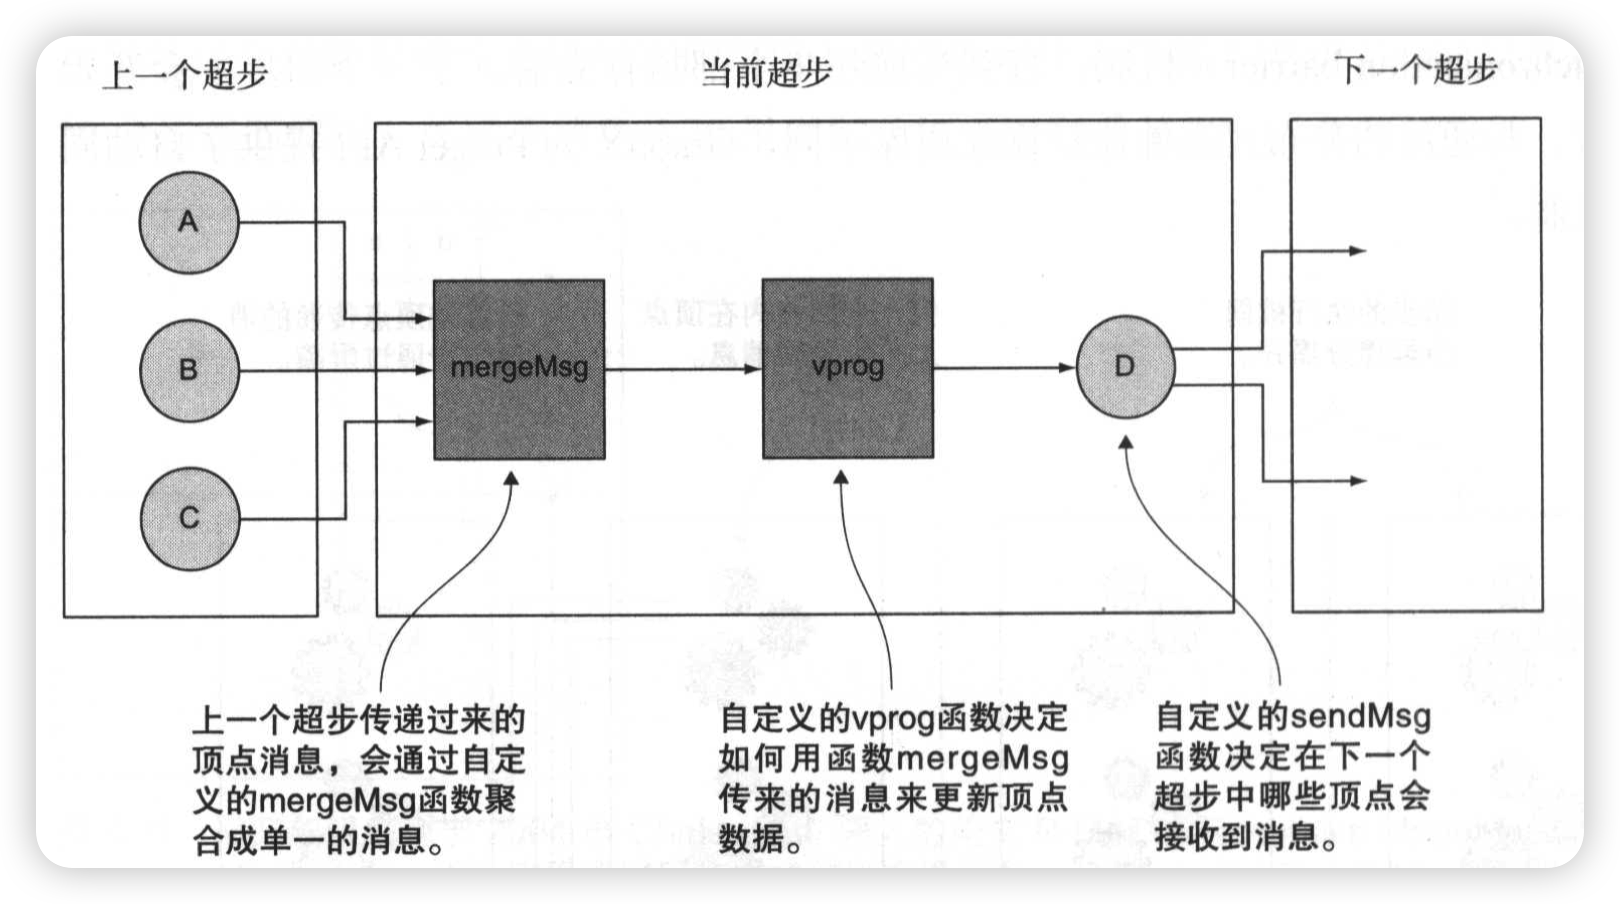 上一个超步
当前超步
下一个超步
A
B
C
mergeMsg
vprog
D
上一个超步传递过来的
顶点消息，会通过自定
义的mergeMsg函数聚
合成单一的消息。
自定义的vprog函数决定
如何用函数mergeMsg
传来的消息来更新顶点
数据。
自定义的sendMsg
函数决定在下一个
超步中哪些顶点会
接收到消息。